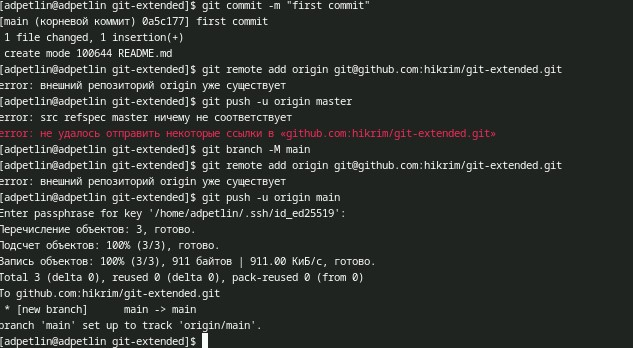 [adpetlin@adpetlin git-extended]$ git commit -m "first commit"
[main (корневой коммит) 0a5c177] first commit
1 file changed, 1 insertion(+)
create mode 100644 README.md
[adpetlin@adpetlin git-extended]$ git remote add origin git@github.com:hikrim/git-extended.git
error: внешний репозиторий origin уже существует
[adpetlin@adpetlin git-extended]$ git push -u origin master
error: src refspec master ничему не соответствует
error: не удалось отправить некоторые ссылки в «github.com:hikrim/git-extended.git»
[adpetlin@adpetlin git-extended]$ git branch -M main
[adpetlin@adpetlin git-extended]$ git remote add origin git@github.com:hikrim/git-extended.git
error: внешний репозиторий origin уже существует
[adpetlin@adpetlin git-extended]$ git push -u origin main
Enter passphrase for key '/home/adpetlin/.ssh/id_ed25519':
Перечисление объектов: 3, готово.
Подсчет объектов: 100% (3/3), готово.
Запись объектов: 100% (3/3), 911 байтов | 911.00 КиБ/с, готово.
Total 3 (delta 0), reused 0 (delta 0), pack-reused 0 (from 0)
To github.com:hikrim/git-extended.git
* [new branch] main -> main
branch 'main' set up to track 'origin/main'.
[adpetlin@adpetlin git-extended]$